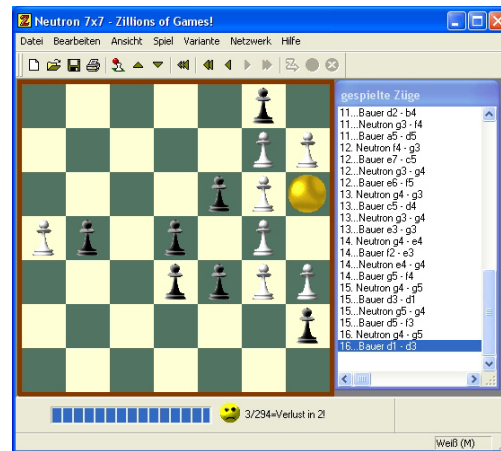 Neutron 7x7 - Zillions of Games!
Datei Bearbeiten Ansicht Spiel Variante Netzwerk Hilfe
gespielte Züge
11...Bauer d2 - b4
11...Neutron g3 - f4
11...Bauer a5 - d5
12. Neutron f4 - g3
12...Bauer e7 - c5
12...Neutron g3 - g4
12...Bauer e6 - f5
13. Neutron g4 - g3
13...Bauer c5 - d4
13...Neutron g3 - g4
13...Bauer e3 - g3
14. Neutron g4 - e4
14...Bauer f2 - e3
14...Neutron e4 - g4
14...Bauer g5 - f4
15. Neutron g4 - g5
15...Bauer d3 - d1
15...Neutron g5 - g4
15...Bauer d5 - f3
16. Neutron g4 - g5
16...Bauer d1 - d3
3/294=Verlust in 2!
Weiß (M)